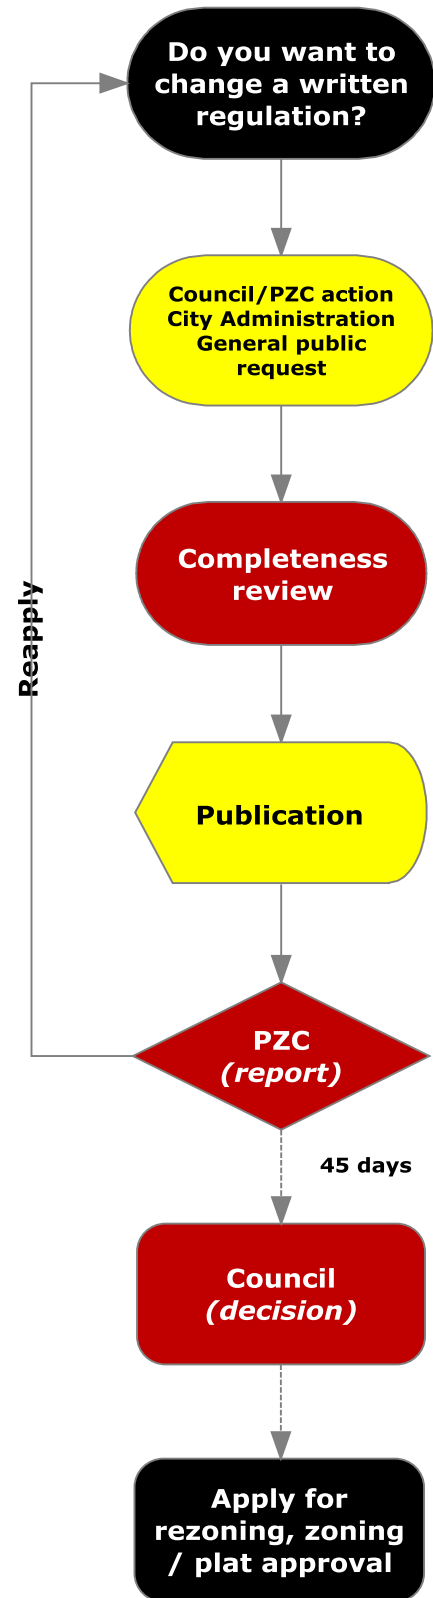 Do you want to
change a written
regulation?
Council/PZC action
City Administration
General public
request
Completeness
review
Reapply
Publication
PZC
(report)
45 days
Council
(decision)
Apply for
rezoning, zoning
/ plat approval